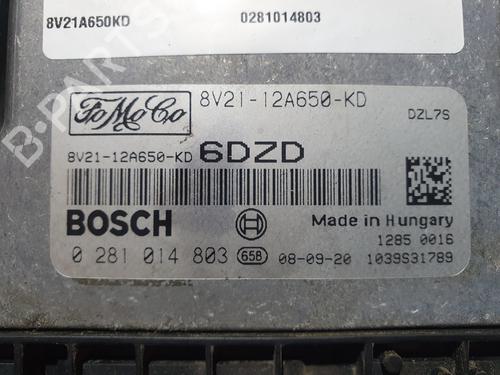 8V21A650KD 0281014803
FoMoCo 8V21-12A650-KD
DZL7S
8V21-12A650-KD 6DZD
BOSCH Made in Hungary
1285 0016
0 281 014 803 658 08-09-20 1039S31789
B-PARTS